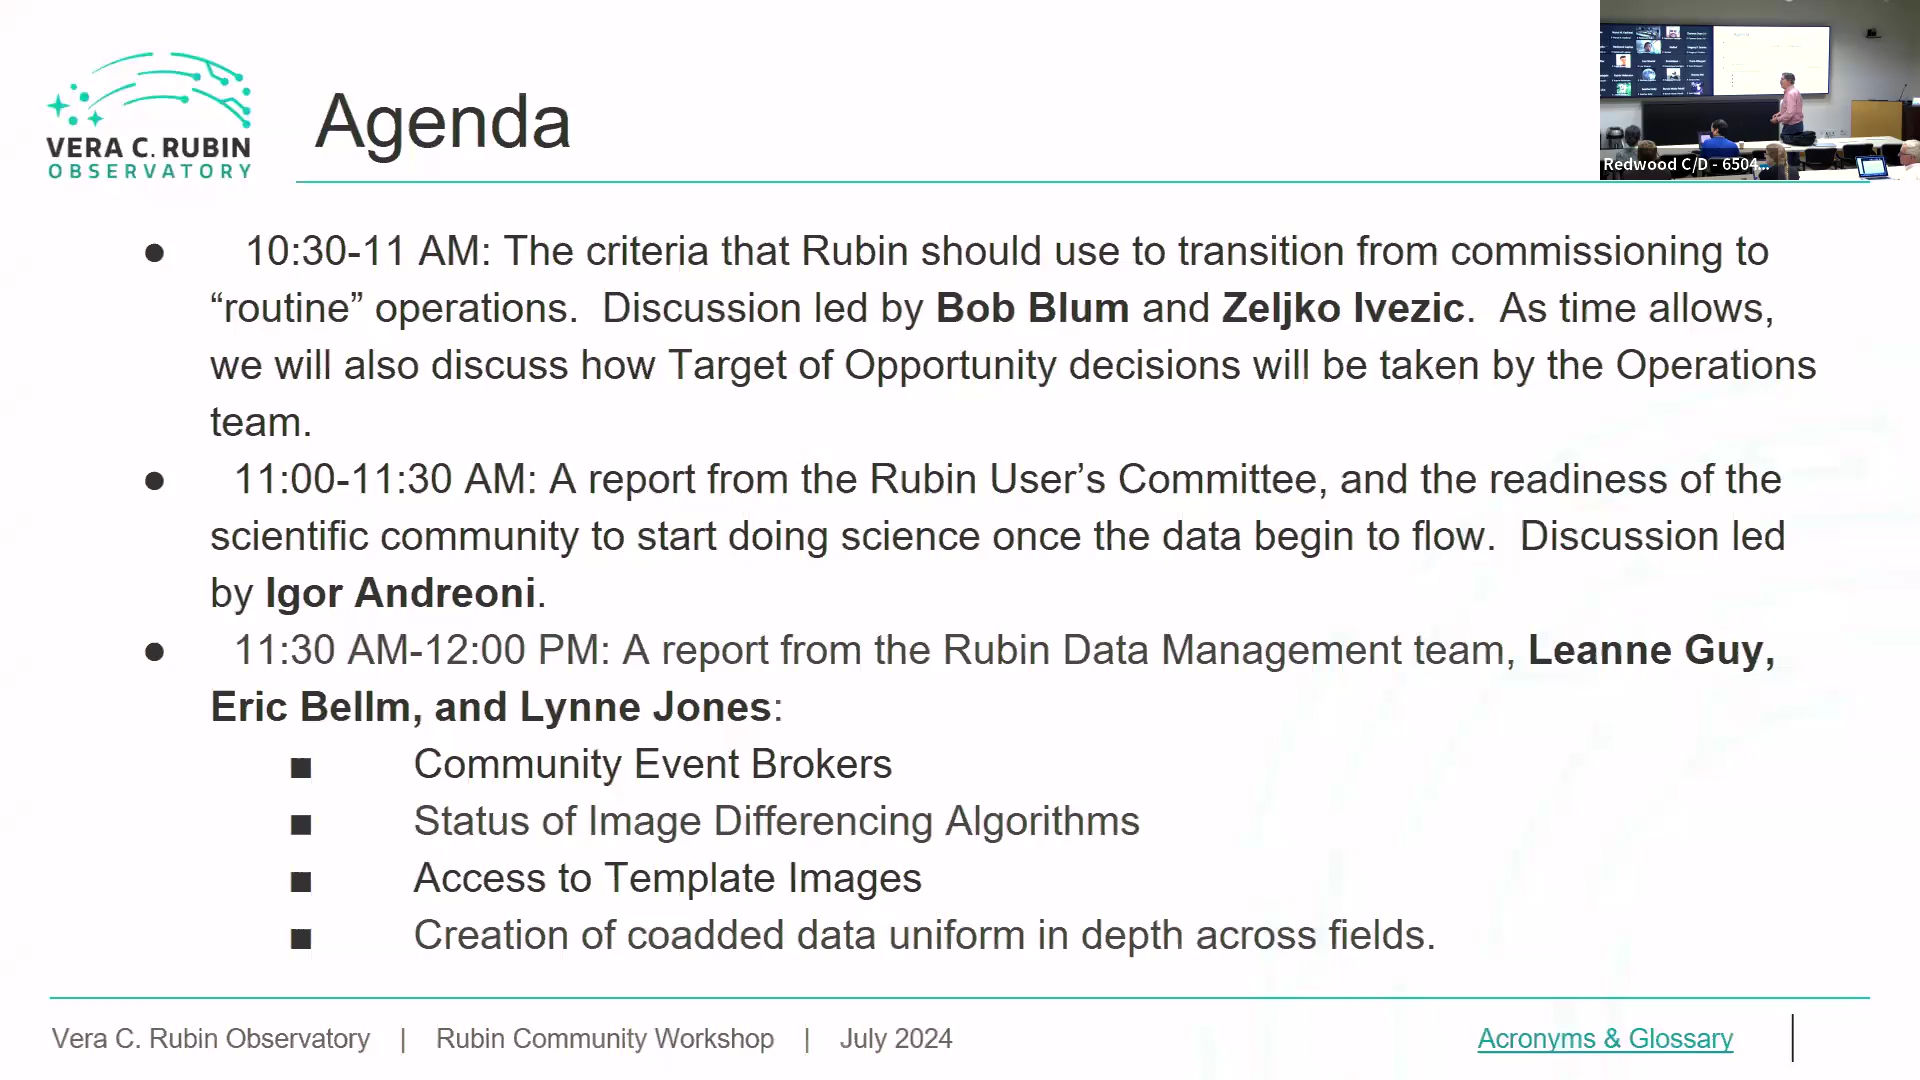 VERA C. RUBIN
OBSERVATORY
Agenda
Redwood C/D - 6504...
● 10:30-11 AM: The criteria that Rubin should use to transition from commissioning to
“routine” operations. Discussion led by Bob Blum and Zeljko Ivezic. As time allows,
we will also discuss how Target of Opportunity decisions will be taken by the Operations
team.
● 11:00-11:30 AM: A report from the Rubin User’s Committee, and the readiness of the
scientific community to start doing science once the data begin to flow. Discussion led
by Igor Andreoni.
● 11:30 AM-12:00 PM: A report from the Rubin Data Management team, Leanne Guy,
Eric Bellm, and Lynne Jones:
■ Community Event Brokers
■ Status of Image Differencing Algorithms
■ Access to Template Images
■ Creation of coadded data uniform in depth across fields.
Vera C. Rubin Observatory | Rubin Community Workshop | July 2024
Acronyms & Glossary